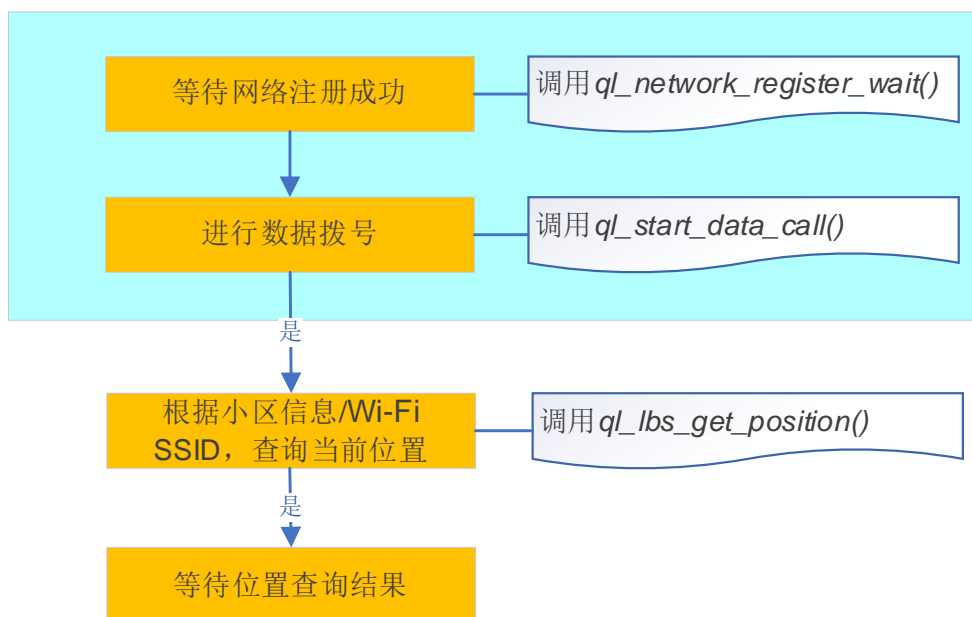 等待网络注册成功
调用ql_network_register_wait()
进行数据拨号
调用ql_start_data_call()
是
根据小区信息/Wi-Fi
SSID，查询当前位置
调用ql_lbs_get_position()
是
等待位置查询结果